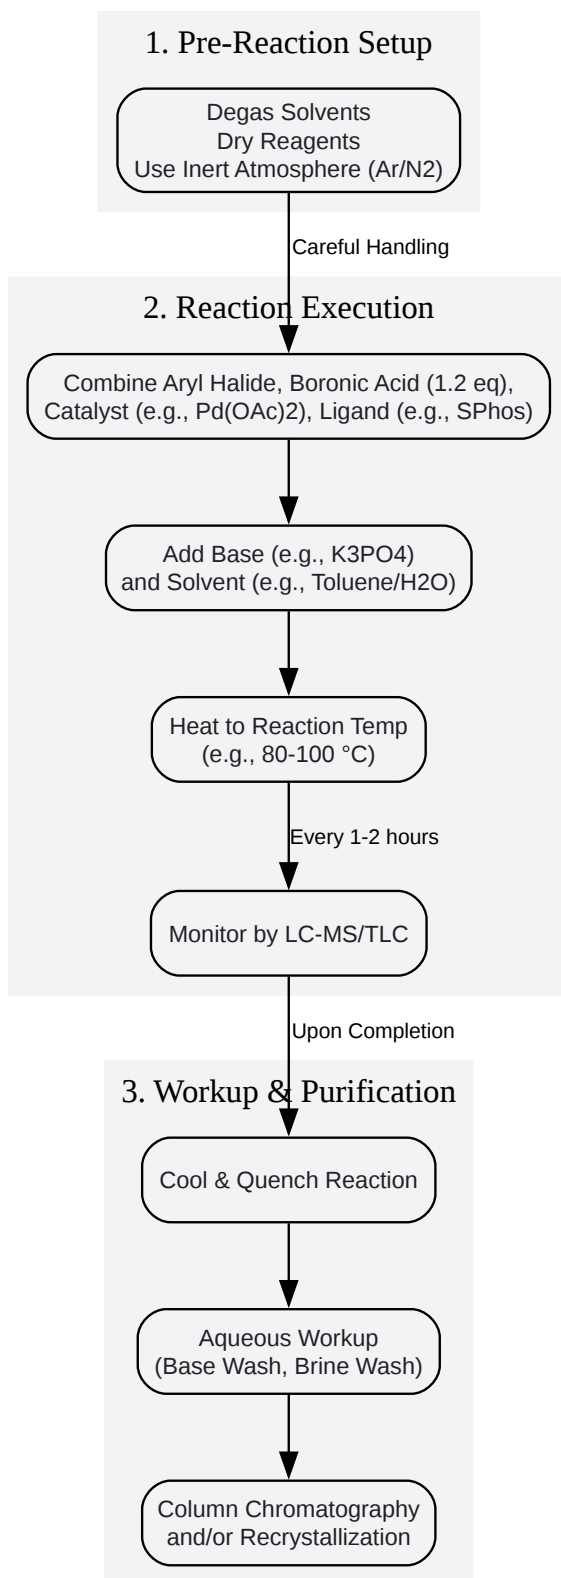 1. Pre-Reaction Setup
Degas Solvents
Dry Reagents
Use Inert Atmosphere (Ar/N2)
Careful Handling
2. Reaction Execution
Combine Aryl Halide, Boronic Acid (1.2 eq),
Catalyst (e.g., Pd(OAc)2), Ligand (e.g., SPhos)
Add Base (e.g., K3PO4)
and Solvent (e.g., Toluene/H2O)
Heat to Reaction Temp
(e.g., 80-100 °C)
Every 1-2 hours
Monitor by LC-MS/TLC
Upon Completion
3. Workup & Purification
Cool & Quench Reaction
Aqueous Workup
(Base Wash, Brine Wash)
Column Chromatography
and/or Recrystallization